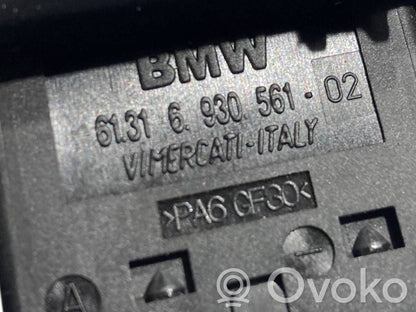 BMW
61.31 6. 930. 561 - 02
VIMERCATI-ITALY
>PA6 GF30<
A
Ovoko